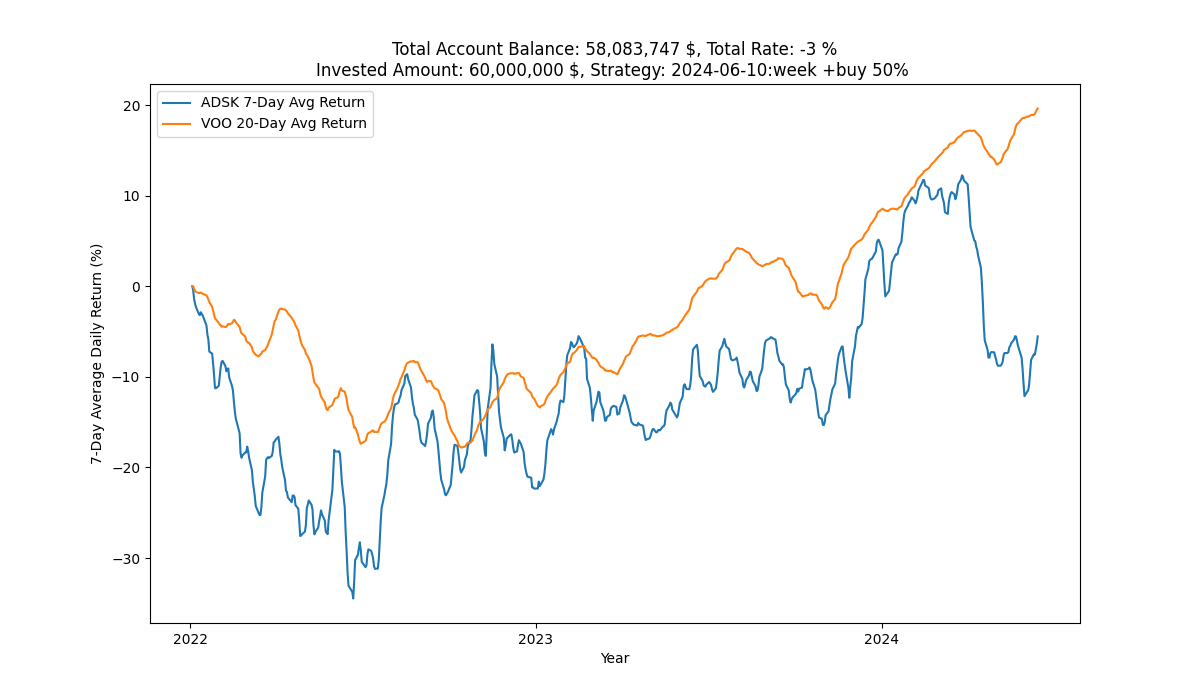 Total Account Balance: 58,083,747 $, Total Rate: -3 %
Invested Amount: 60,000,000 $, Strategy: 2024-06-10:week +buy 50%
ADSK 7-Day Avg Return
VOO 20-Day Avg Return
7-Day Average Daily Return (%)
20
10
0
−10
−20
−30
2022
2023
2024
Year